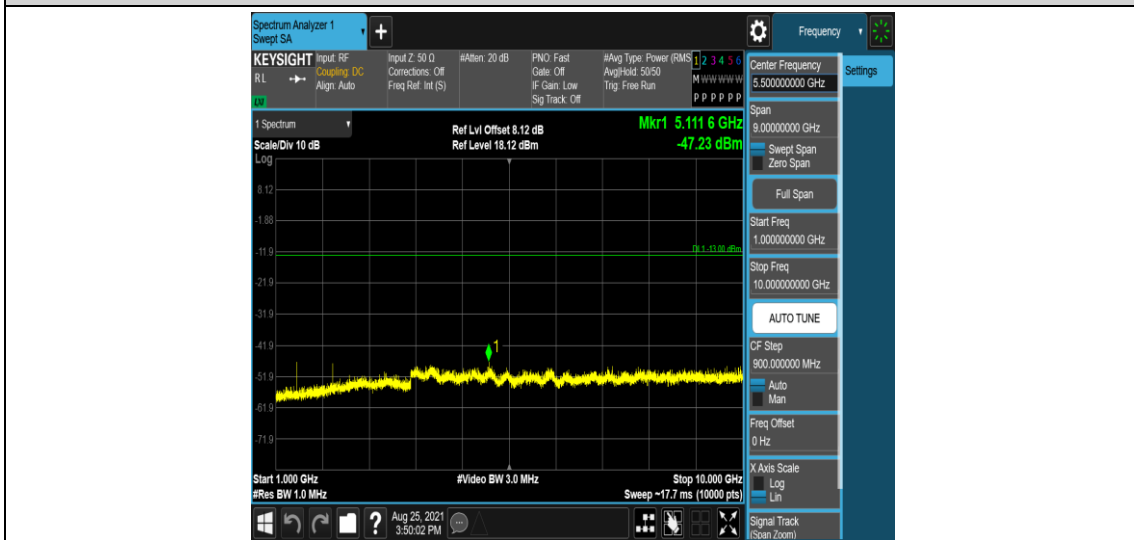 Spectrum Analyzer 1
Swept SA
+
Frequency
KEYSIGHT
RL
Input: RF
Coupling: DC
Align: Auto
Input Z: 50 Ω
Corrections: Off
Freq Ref: Int (S)
#Atten: 20 dB
PNO: Fast
Gate: Off
IF Gain: Low
Sig Track: Off
#Avg Type: Power (RMS
Avg|Hold: 50/50
Trig: Free Run
1 2 3 4 5 6
M W W W W W
P P P P P P
Center Frequency
5.500000000 GHz
Settings
Span
9.00000000 GHz
Swept Span
Zero Span
Full Span
Start Freq
1.000000000 GHz
Stop Freq
10.000000000 GHz
AUTO TUNE
CF Step
900.000000 MHz
Auto
Man
Freq Offset
0 Hz
X Axis Scale
Log
Lin
Signal Track
(Span Zoom)
1 Spectrum
Scale/Div 10 dB
Log
Ref Lvl Offset 8.12 dB
Ref Level 18.12 dBm
Mkr1 5.111 6 GHz
-47.23 dBm
8.12
-1.88
-11.9
DL1 -13.00 dBm
-21.9
-31.9
-41.9
1
-51.9
-61.9
-71.9
Start 1.000 GHz
#Res BW 1.0 MHz
#Video BW 3.0 MHz
Stop 10.000 GHz
Sweep ~17.7 ms (10000 pts)
?
Aug 25, 2021
3:50:02 PM